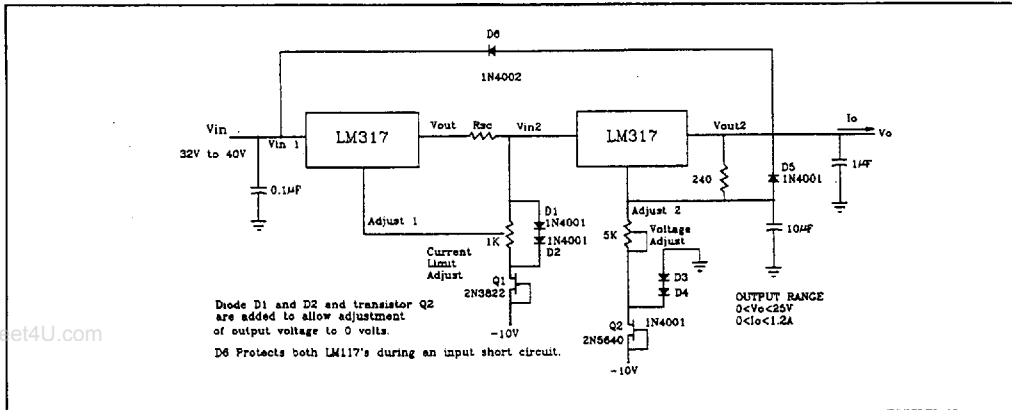 D6
1N4002
Vin
32V to 40V
Vin 1
LM317
Vout
Rsc
Vin2
LM317
Vout2
Io
Vo
0.1µF
240
D5
1N4001
1µF
Adjust 1
1K
D1
1N4001
1N4001
D2
Adjust 2
5K
Voltage
Adjust
10µF
Current
Limit
Adjust
Q1
2N3822
-10V
D3
D4
1N4001
Q2
2N5640
-10V
OUTPUT RANGE
0<Vo<25V
0<Io<1.2A
Diode D1 and D2 and transistor Q2
are added to allow adjustment
of output voltage to 0 volts.
D6 Protects both LM117's during an input short circuit.
eet4U.com